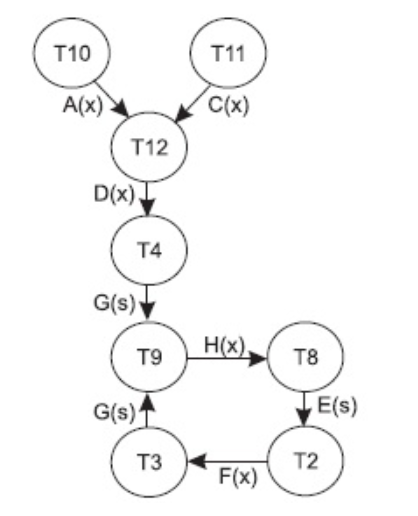 T10 T11
A(x) C(x)
T12
D(x)
T4
G(s)
T9 H(x) T8
G(s) E(s)
T3 F(x) T2